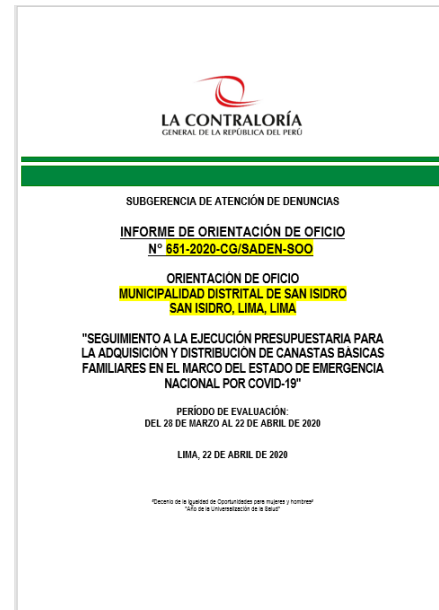 LA CONTRALORÍA
GENERAL DE LA REPÚBLICA DEL PERÚ
SUBGERENCIA DE ATENCIÓN DE DENUNCIAS
INFORME DE ORIENTACIÓN DE OFICIO
N° 651-2020-CG/SADEN-SOO
ORIENTACIÓN DE OFICIO
MUNICIPALIDAD DISTRITAL DE SAN ISIDRO
SAN ISIDRO, LIMA, LIMA
"SEGUIMIENTO A LA EJECUCIÓN PRESUPUESTARIA PARA
LA ADQUISICIÓN Y DISTRIBUCIÓN DE CANASTAS BÁSICAS
FAMILIARES EN EL MARCO DEL ESTADO DE EMERGENCIA
NACIONAL POR COVID-19"
PERÍODO DE EVALUACIÓN:
DEL 28 DE MARZO AL 22 DE ABRIL DE 2020
LIMA, 22 DE ABRIL DE 2020
"Decenio de la Igualdad de Oportunidades para mujeres y hombres"
"Año de la Universalización de la Salud"